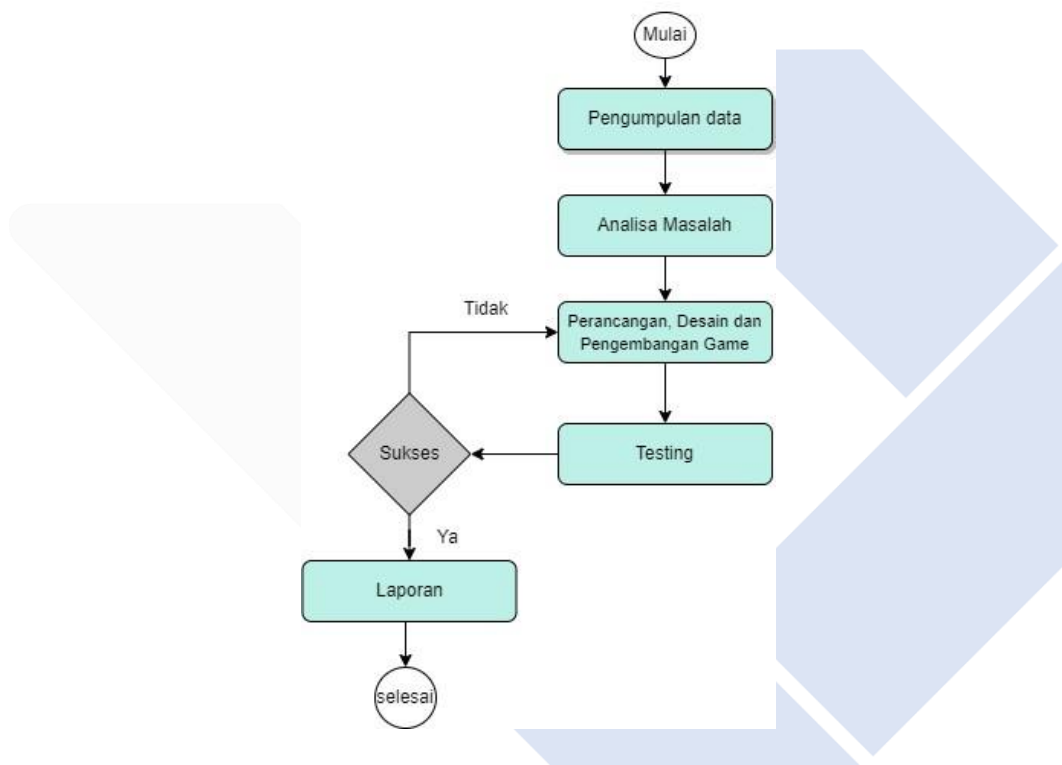 Mulai
Pengumpulan data
Analisa Masalah
Tidak
Perancangan, Desain dan
Pengembangan Game
Sukses
Testing
Ya
Laporan
selesai